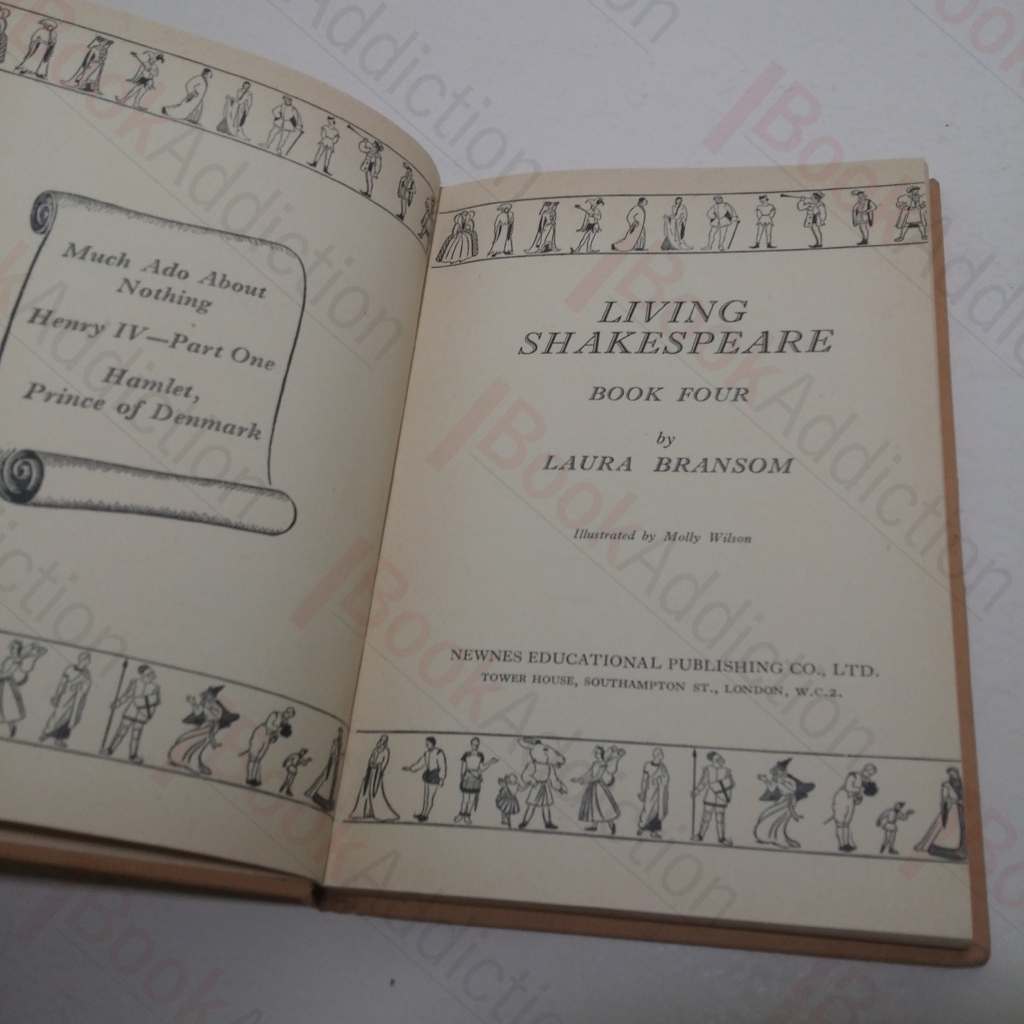 Much Ado About
Nothing
Henry IV—Part One
Hamlet,
Prince of Denmark
LIVING
SHAKESPEARE
BOOK FOUR
by
LAURA BRANSOM
Illustrated by Molly Wilson
NEWNES EDUCATIONAL PUBLISHING CO., LTD.
TOWER HOUSE, SOUTHAMPTON ST., LONDON, W.C.2.
BookAddiction